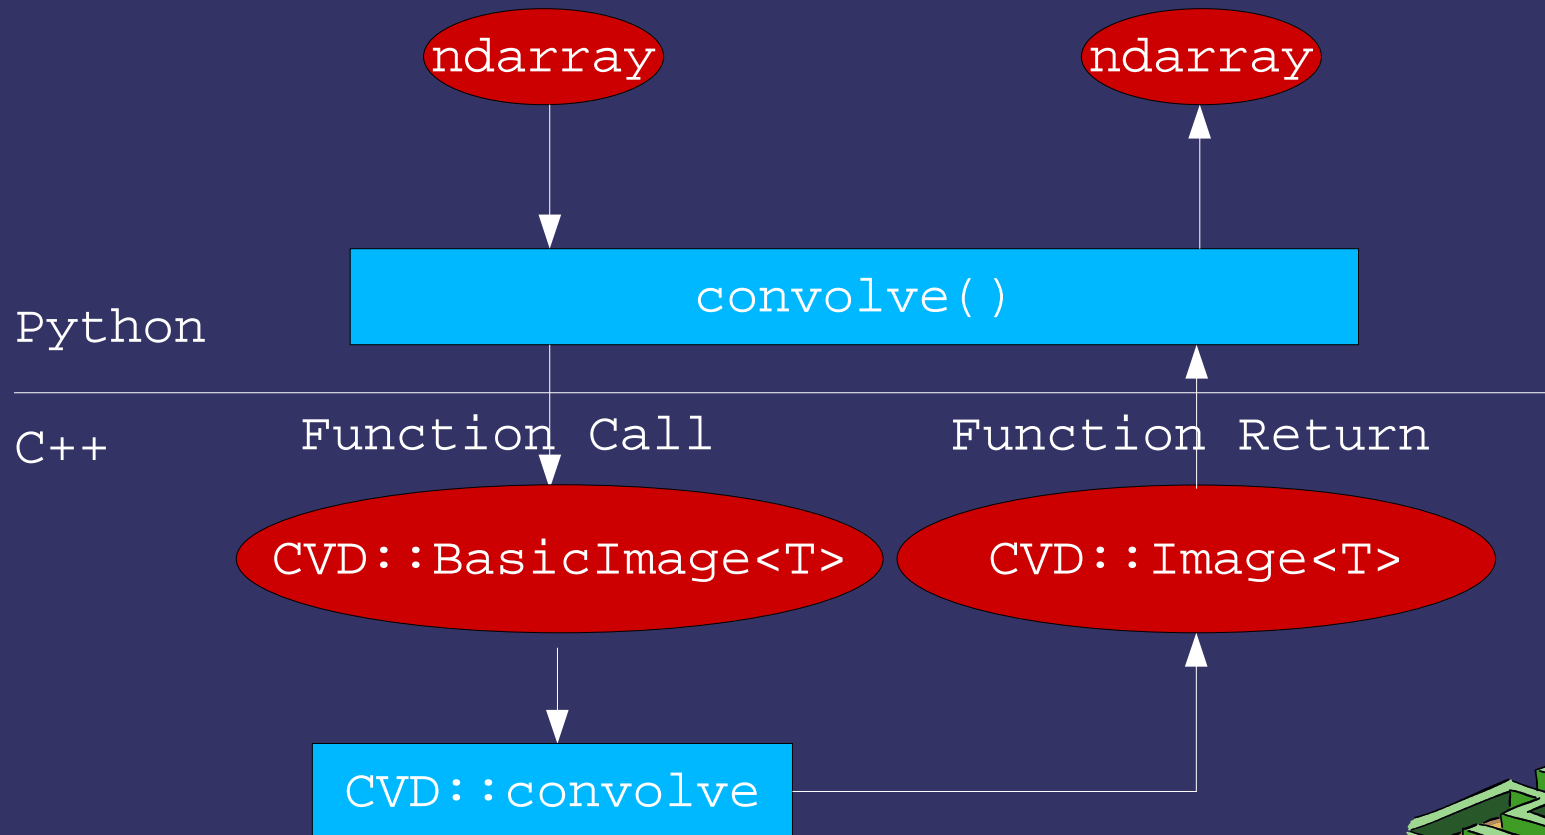 ndarray
ndarray
convolve()
Python
C++
Function Call
Function Return
CVD::BasicImage<T>
CVD::Image<T>
CVD::convolve